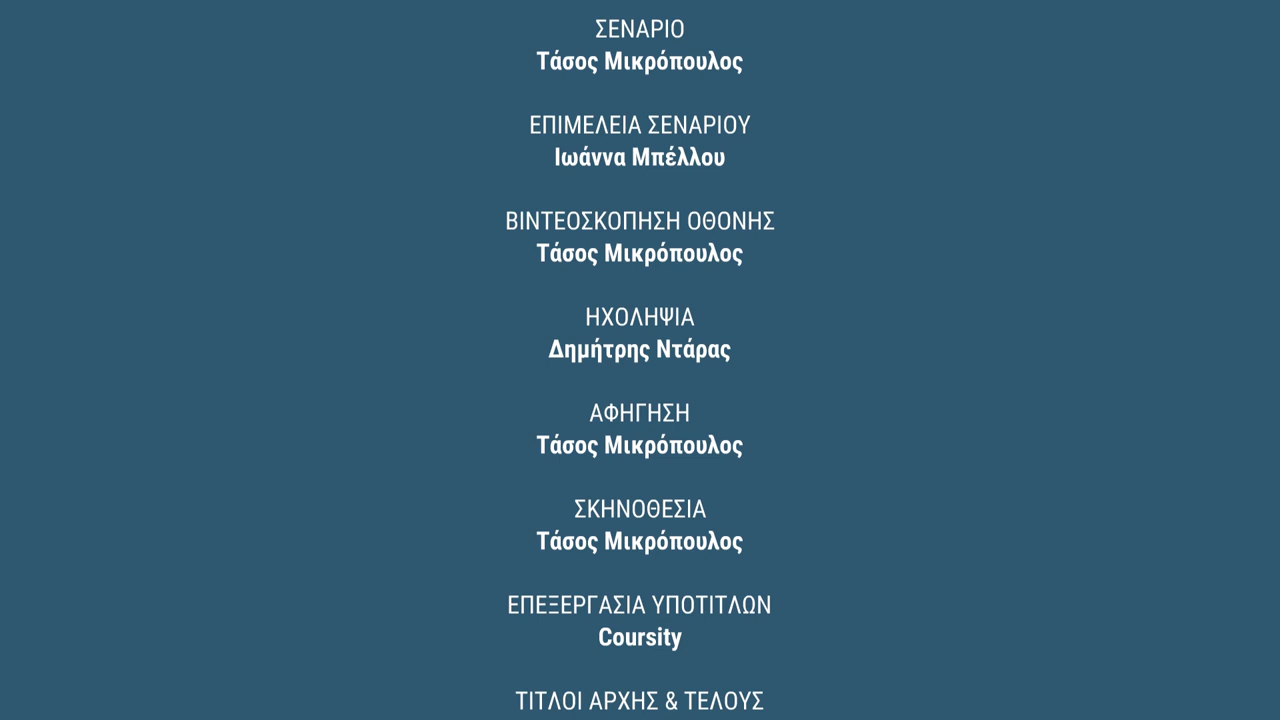 ΣΕΝΑΡΙΟ
Τάσος Μικρόπουλος
ΕΠΙΜΕΛΕΙΑ ΣΕΝΑΡΙΟΥ
Ιωάννα Μπέλλου
ΒΙΝΤΕΟΣΚΟΠΗΣΗ ΟΘΟΝΗΣ
Τάσος Μικρόπουλος
ΗΧΟΛΗΨΙΑ
Δημήτρης Ντάρας
ΑΦΗΓΗΣΗ
Τάσος Μικρόπουλος
ΣΚΗΝΟΘΕΣΙΑ
Τάσος Μικρόπουλος
ΕΠΕΞΕΡΓΑΣΙΑ ΥΠΟΤΙΤΛΩΝ
Coursity
ΤΙΤΛΟΙ ΑΡΧΗΣ & ΤΕΛΟΥΣ